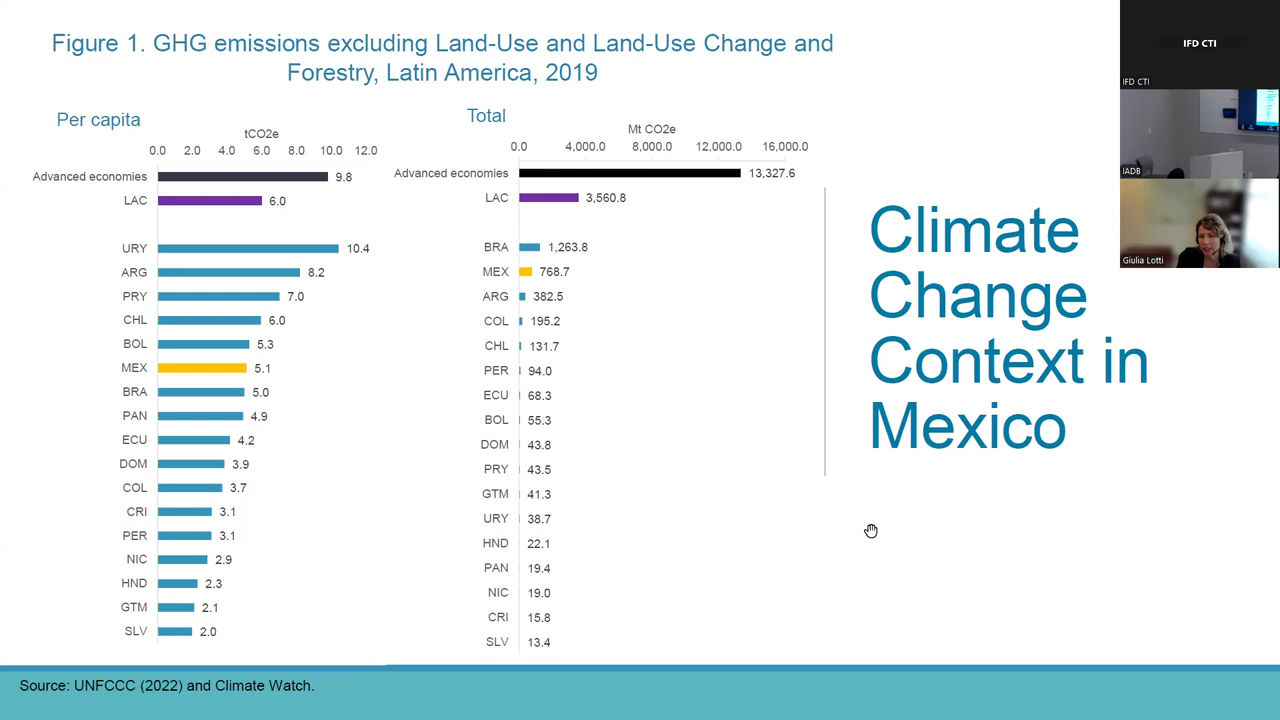 Figure 1. GHG emissions excluding Land-Use and Land-Use Change and
Forestry, Latin America, 2019
Per capita
tCO2e
0.0 2.0 4.0 6.0 8.0 10.0 12.0
Advanced economies 9.8
LAC 6.0
URY 10.4
ARG 8.2
PRY 7.0
CHL 6.0
BOL 5.3
MEX 5.1
BRA 5.0
PAN 4.9
ECU 4.2
DOM 3.9
COL 3.7
CRI 3.1
PER 3.1
NIC 2.9
HND 2.3
GTM 2.1
SLV 2.0
Total
Mt CO2e
0.0 4,000.0 8,000.0 12,000.0 16,000.0
Advanced economies 13,327.6
LAC 3,560.8
BRA 1,263.8
MEX 768.7
ARG 382.5
COL 195.2
CHL 131.7
PER 94.0
ECU 68.3
BOL 55.3
DOM 43.8
PRY 43.5
GTM 41.3
URY 38.7
HND 22.1
PAN 19.4
NIC 19.0
CRI 15.8
SLV 13.4
Climate
Change
Context in
Mexico
IFD CTI
IFD CTI
IADB
Giulia Lotti
Source: UNFCCC (2022) and Climate Watch.